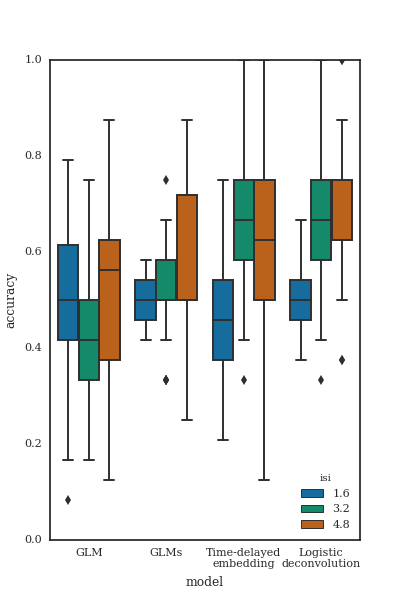 1.0
0.8
0.6
0.4
0.2
0.0
accuracy
isi
1.6
3.2
4.8
GLM
GLMs
Time-delayed
embedding
Logistic
deconvolution
model